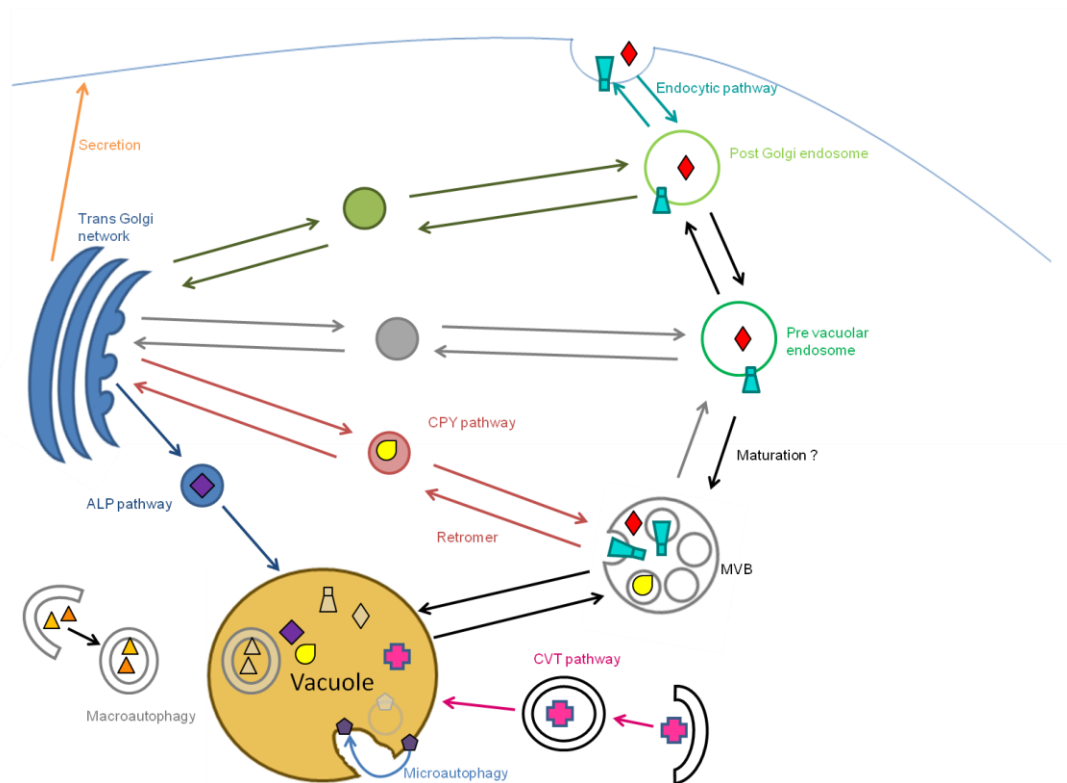 Endocytic pathway
Secretion
Post Golgi endosome
Trans Golgi
network
Pre vacuolar
endosome
CPY pathway
Maturation ?
ALP pathway
Retromer
MVB
CVT pathway
Vacuole
Macroautophagy
Microautophagy